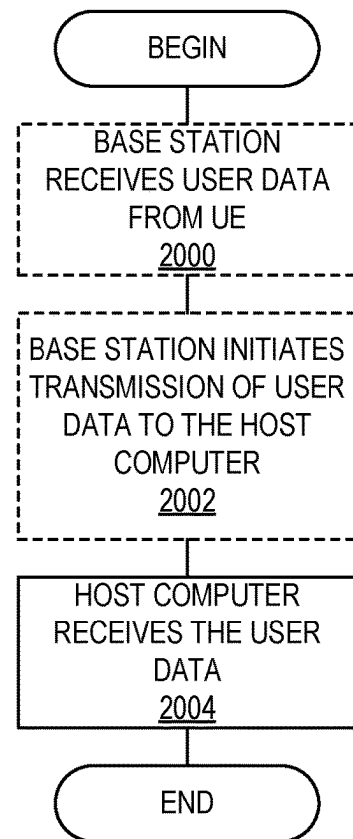 BEGIN
BASE STATION
RECEIVES USER DATA
FROM UE
2000
BASE STATION INITIATES
TRANSMISSION OF USER
DATA TO THE HOST
COMPUTER
2002
HOST COMPUTER
RECEIVES THE USER
DATA
2004
END